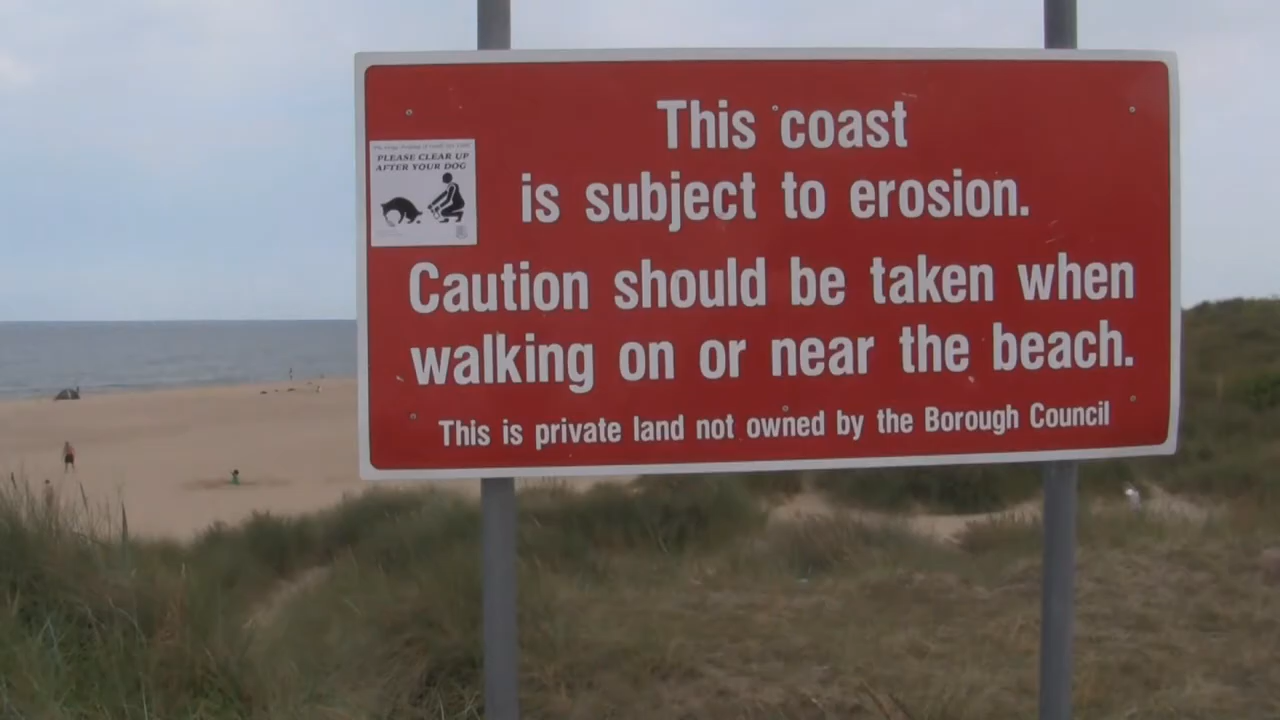 This coast
is subject to erosion.
Caution should be taken when
walking on or near the beach.
This is private land not owned by the Borough Council
PLEASE CLEAR UP
AFTER YOUR DOG